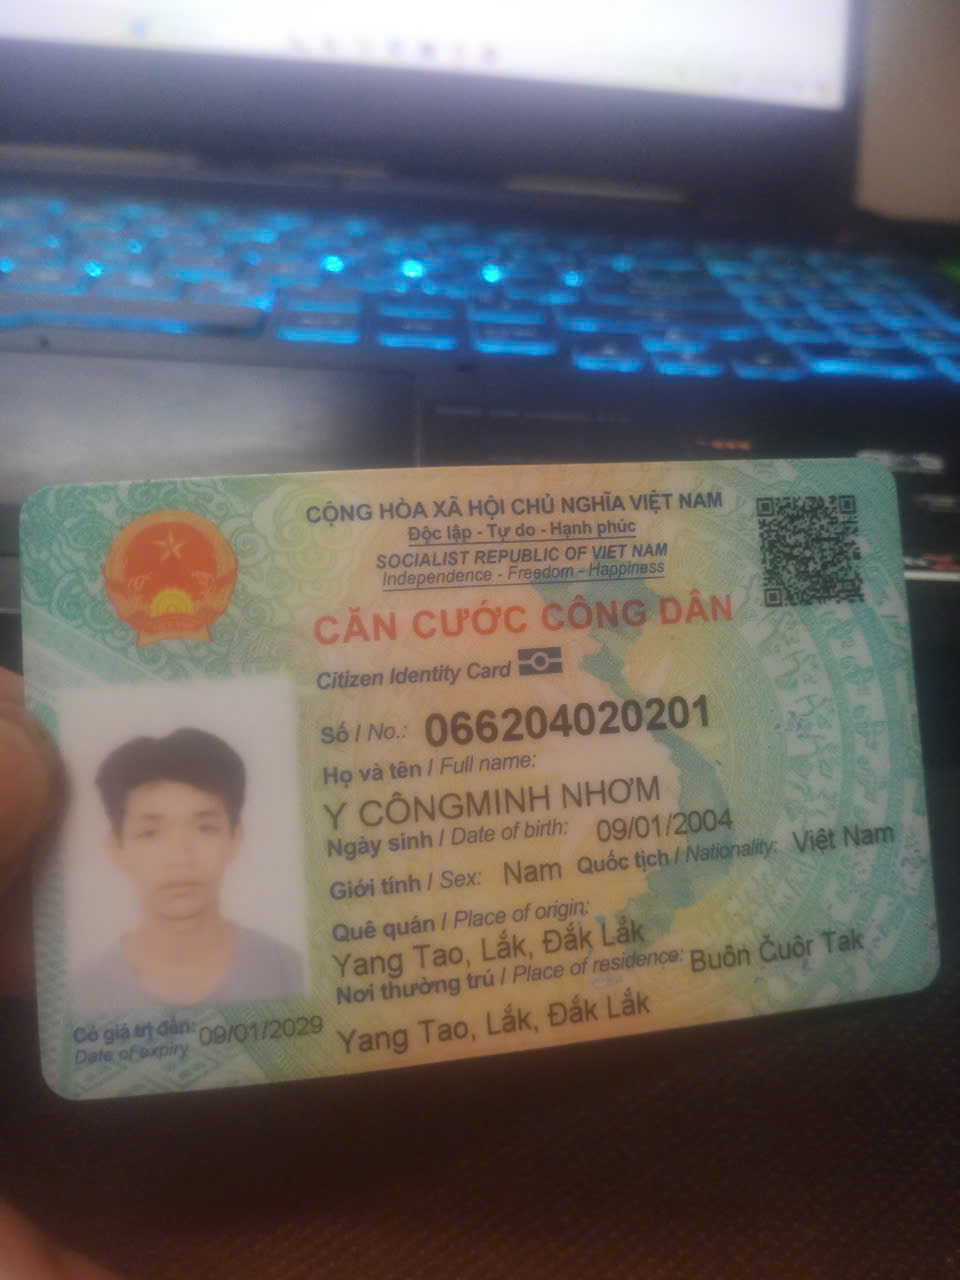 CỘNG HÒA XÃ HỘI CHỦ NGHĨA VIỆT NAM
Độc lập - Tự do - Hạnh phúc
SOCIALIST REPUBLIC OF VIET NAM
Independence - Freedom - Happiness
CĂN CƯỚC CÔNG DÂN
Citizen Identity Card
Số / No.: 066204020201
Họ và tên / Full name:
Y CÔNGMINH NHƠM
Ngày sinh / Date of birth: 09/01/2004
Giới tính / Sex: Nam Quốc tịch / Nationality: Việt Nam
Quê quán / Place of origin:
Yang Tao, Lắk, Đắk Lắk
Nơi thường trú / Place of residence: Buôn Čuôr Tak
Yang Tao, Lắk, Đắk Lắk
Có giá trị đến: 09/01/2029
Date of expiry